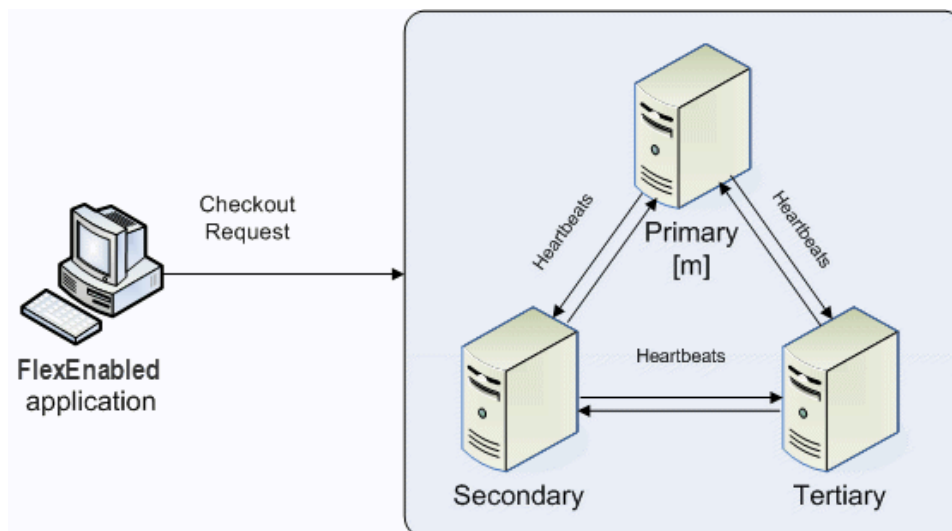 Checkout
Request
FlexEnabled
application
Heartbeats
Heartbeats
Primary
[m]
Heartbeats
Secondary
Tertiary